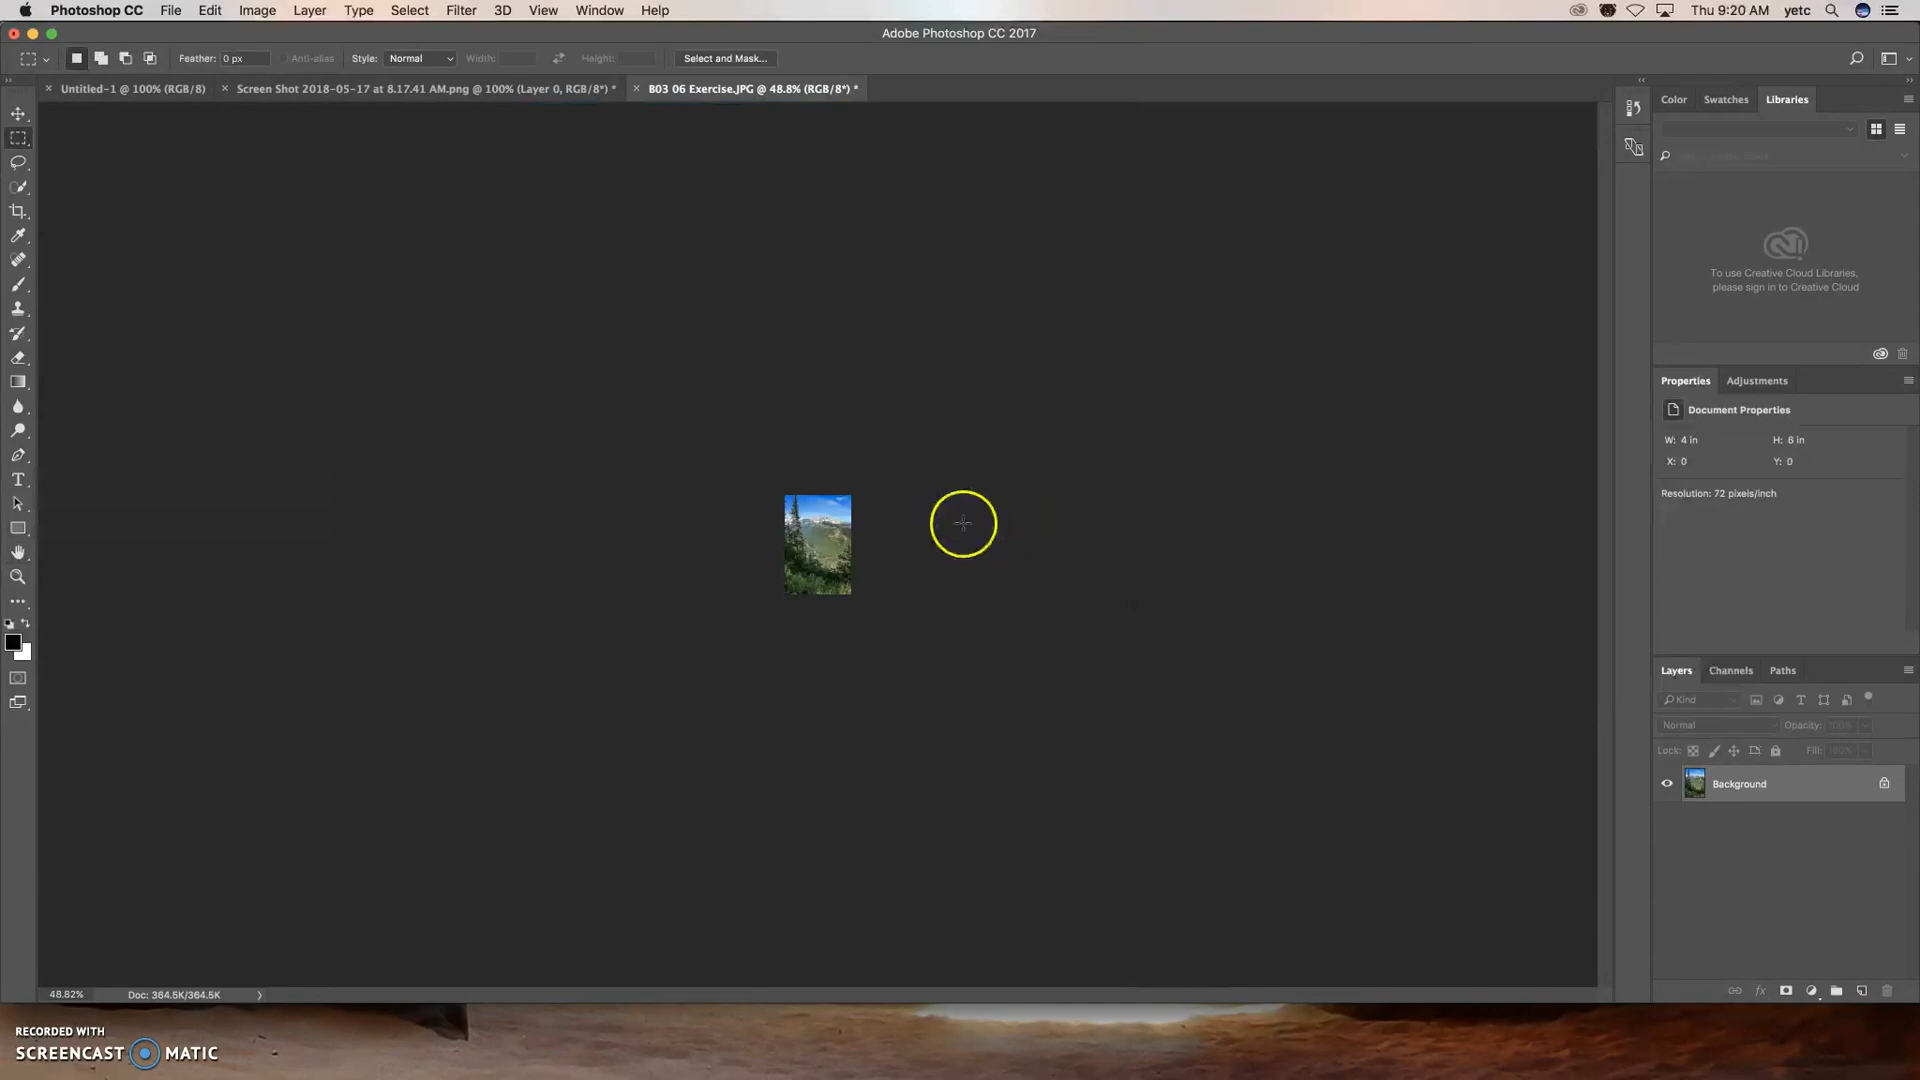 Photoshop CC File Edit Image Layer Type Select Filter 3D View Window Help Thu 9:20 AM yetc
Adobe Photoshop CC 2017
Feather: 0 px Anti-alias Style: Normal Width: Height: Select and Mask...
Untitled-1 @ 100% (RGB/8) Screen Shot 2018-05-17 at 8.17.41 AM.png @ 100% (Layer 0, RGB/8*) * B03 06 Exercise.JPG @ 48.8% (RGB/8*) *
Color Swatches Libraries
To use Creative Cloud Libraries,
please sign in to Creative Cloud
Properties Adjustments
Document Properties
W: 4 in H: 6 in
X: 0 Y: 0
Resolution: 72 pixels/inch
Layers Channels Paths
Kind
Normal Opacity: 100%
Lock: Fill: 100%
Background
48.82% Doc: 364.5K/364.5K
RECORDED WITH
SCREENCAST MATIC